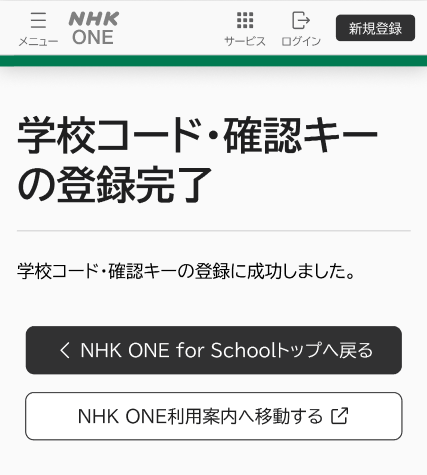 メニュー
NHK
ONE
サービス
ログイン
新規登録
学校コード・確認キー
の登録完了
学校コード・確認キーの登録に成功しました。
NHK ONE for Schoolトップへ戻る
NHK ONE利用案内へ移動する